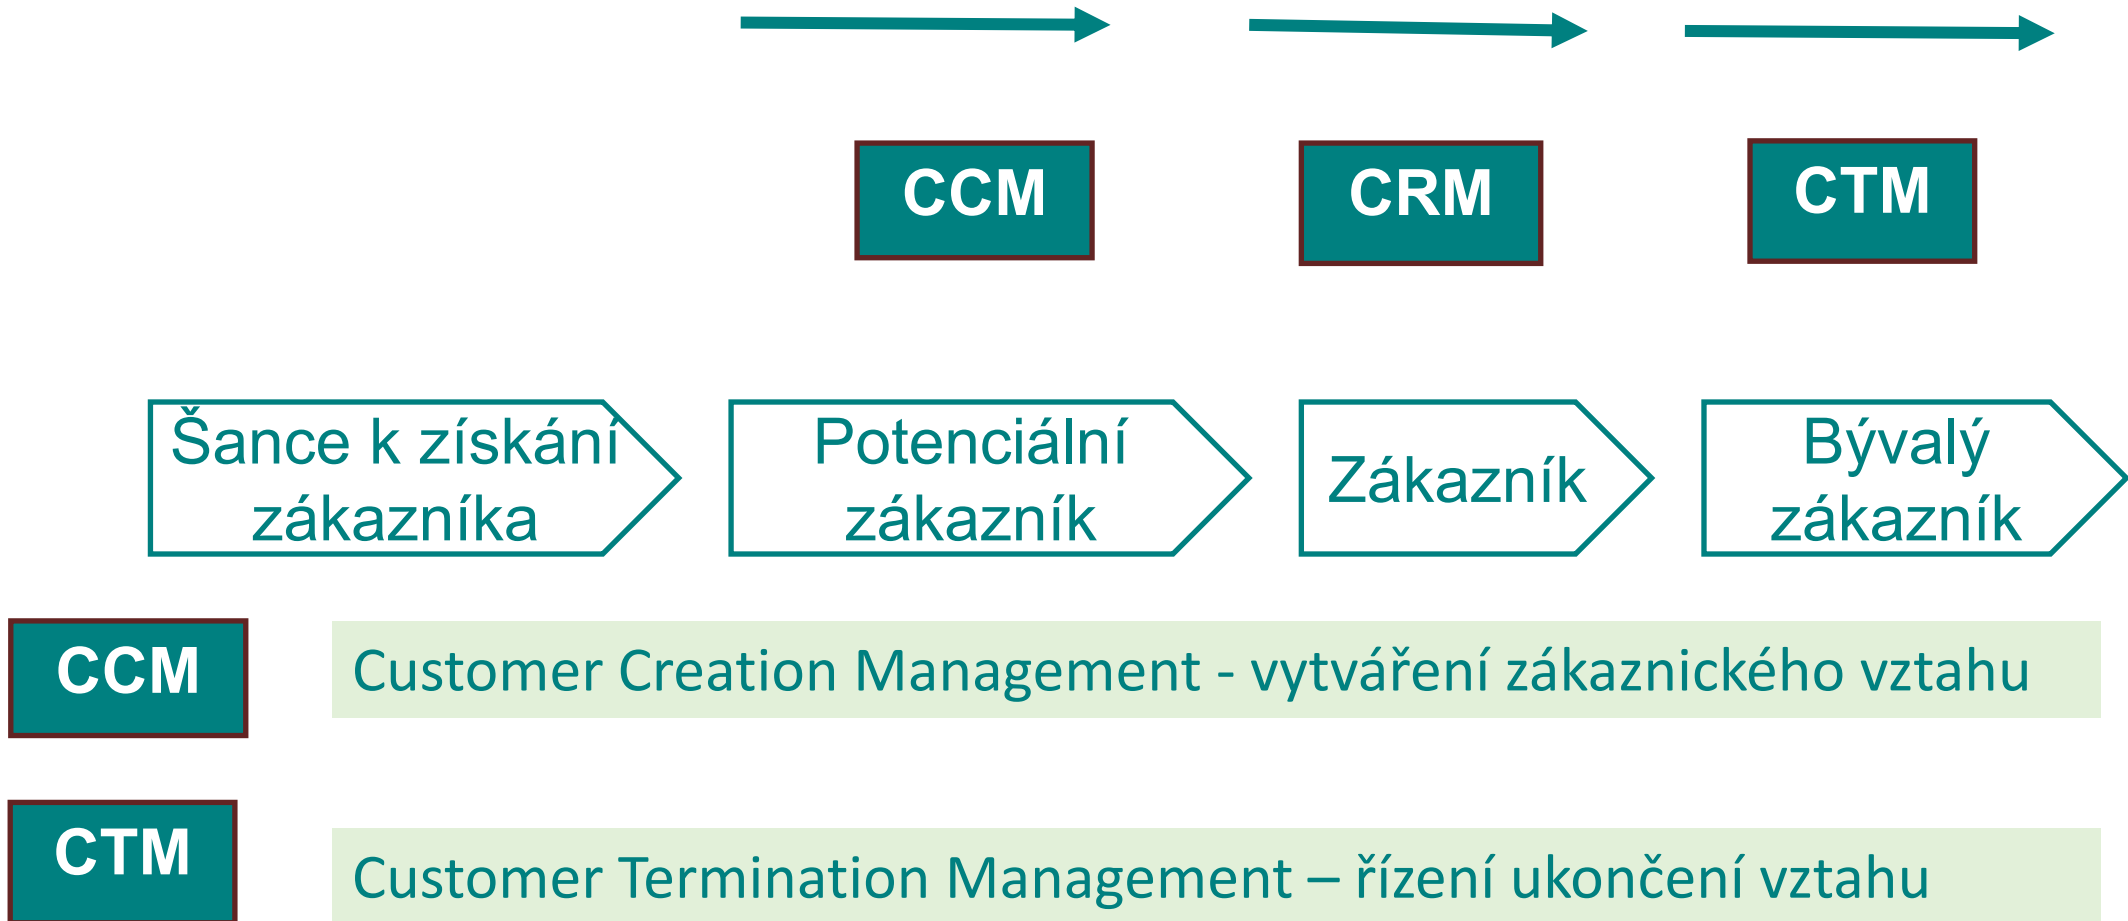 CCM
CRM
CTM
Šance k získání
zákazníka
Potenciální
zákazník
Zákazník
Bývalý
zákazník
CCM
Customer Creation Management - vytváření zákaznického vztahu
CTM
Customer Termination Management – řízení ukončení vztahu